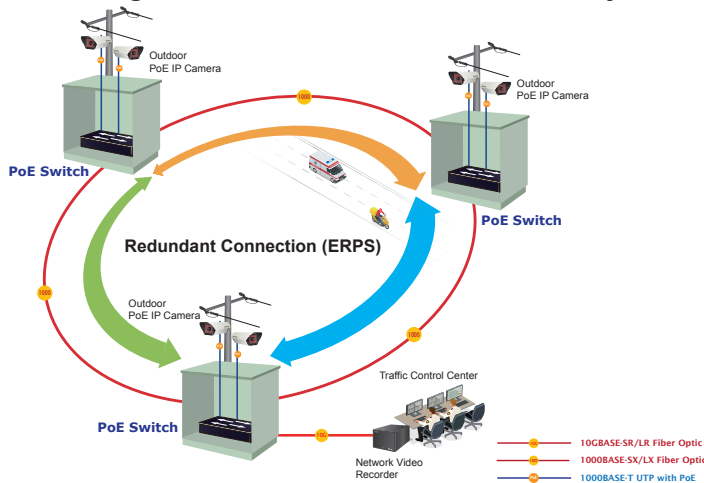 Outdoor
PoE IP Camera
Outdoor
PoE IP Camera
1000
PoE Switch
PoE Switch
Redundant Connection (ERPS)
1000
Outdoor
PoE IP Camera
1000
Traffic Control Center
PoE Switch
10G
Network Video
Recorder
10GBASE-SR/LR Fiber Optic
1000BASE-SX/LX Fiber Optic
1000BASE-T UTP with PoE